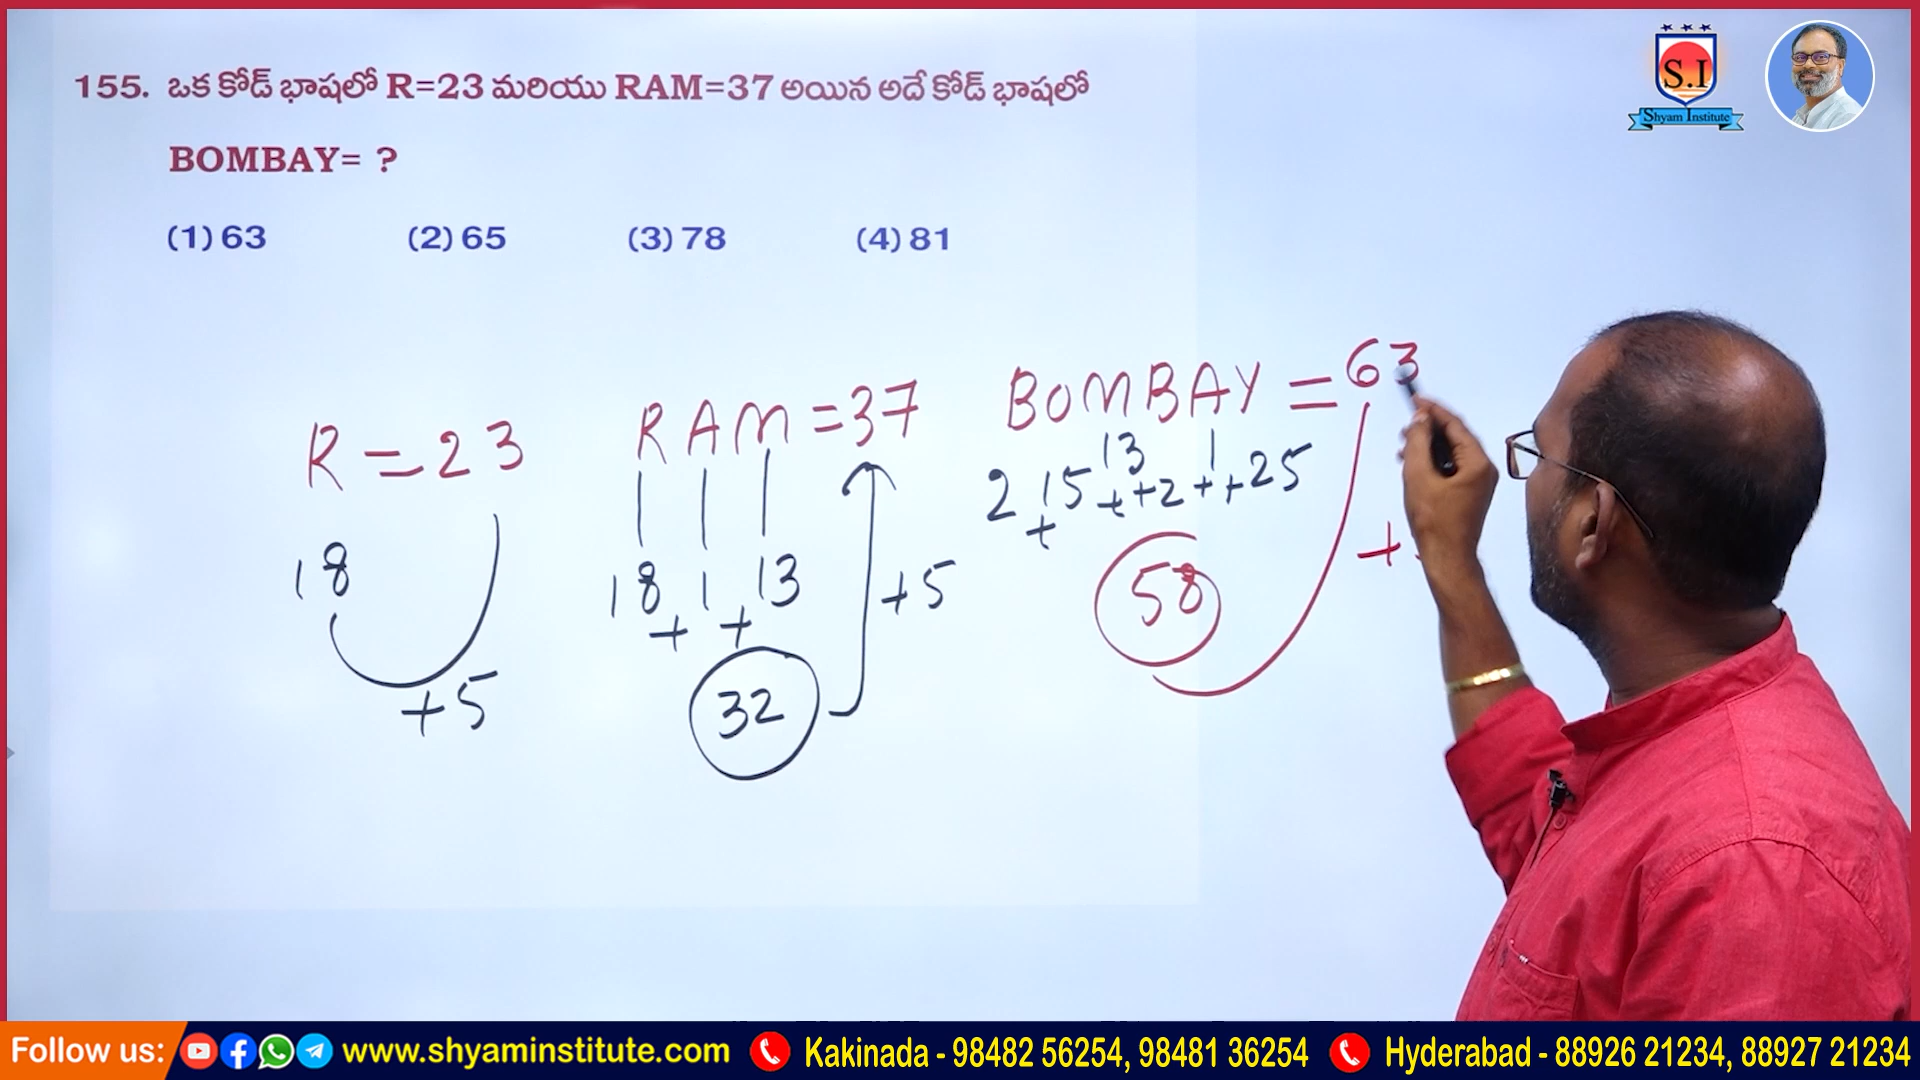 155. ఒక కోడ్ భాషలో R=23 మరియు RAM=37 అయిన అదే కోడ్ భాషలో
BOMBAY= ?
(1) 63 (2) 65 (3) 78 (4) 81
S.I
Shyam Institute
R = 23
18
+5
RAM = 37
18 + 1 + 13
32
+5
BOMBAY = 63
2 + 15 + 13 + 2 + 1 + 25
58
+
Follow us: www.shyaminstitute.com Kakinada - 98482 56254, 98481 36254 Hyderabad - 88926 21234, 88927 21234